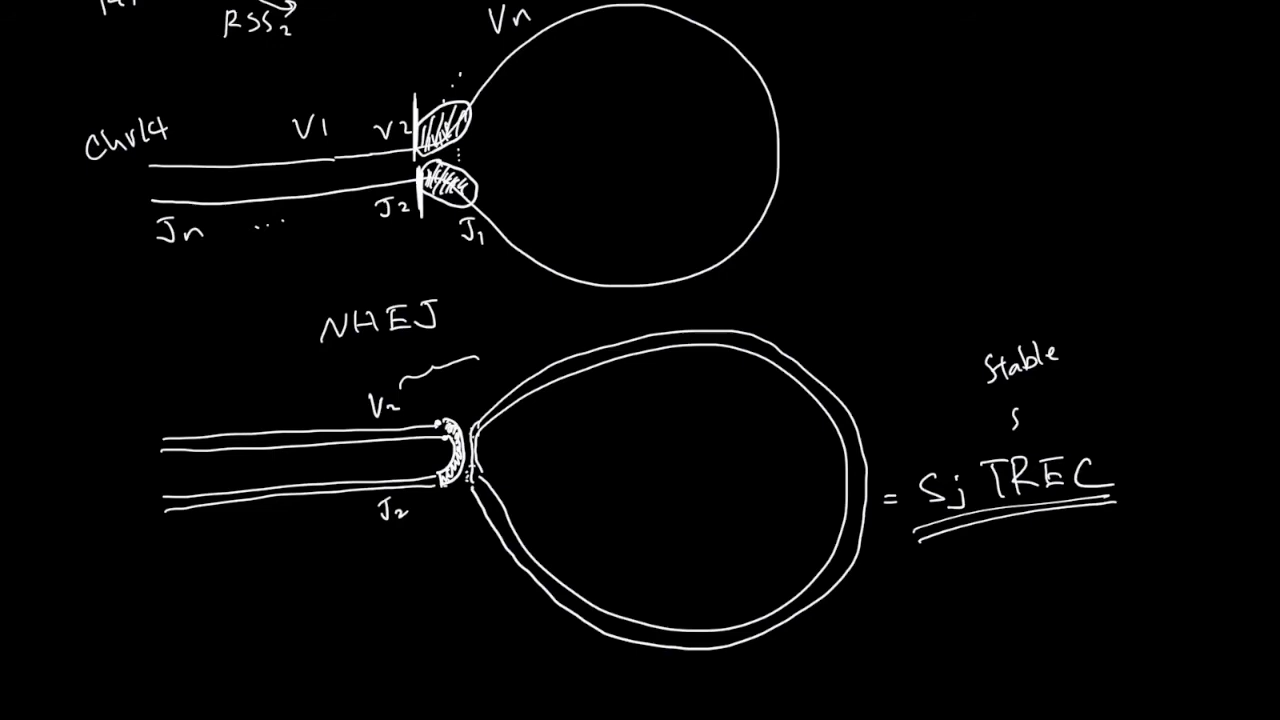 RSS2
Vn
Chr14 V1 V2
J2
Jn ... J1
NHEJ
Stable
V2
S
= Sj TREC
J2